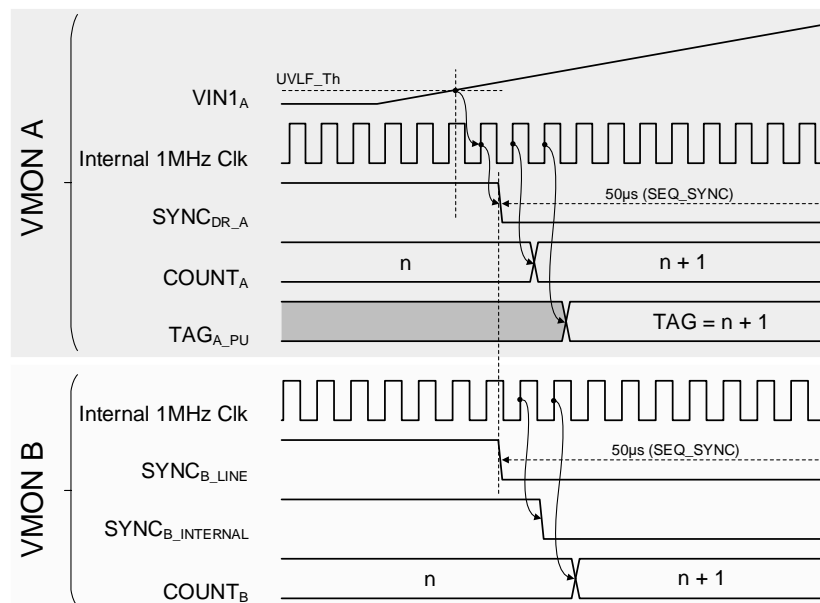 VMON A
UVLF_Th
VIN1A
Internal 1MHz Clk
50µs (SEQ_SYNC)
SYNCDR_A
n
n + 1
COUNTA
TAG = n + 1
TAGA_PU
VMON B
Internal 1MHz Clk
50µs (SEQ_SYNC)
SYNCB_LINE
SYNCB_INTERNAL
n
n + 1
COUNTB